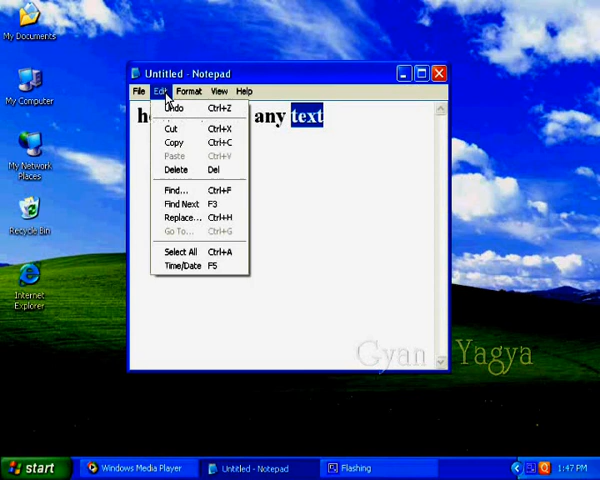 My Documents
My Computer
My Network
Places
Recycle Bin
Internet
Explorer
Untitled - Notepad
File Edit Format View Help
any text
Undo Ctrl+Z
Cut Ctrl+X
Copy Ctrl+C
Paste Ctrl+V
Delete Del
Find... Ctrl+F
Find Next F3
Replace... Ctrl+H
Go To... Ctrl+G
Select All Ctrl+A
Time/Date F5
Gyan Yagya
start
Windows Media Player
Untitled - Notepad
Flashing
1:47 PM